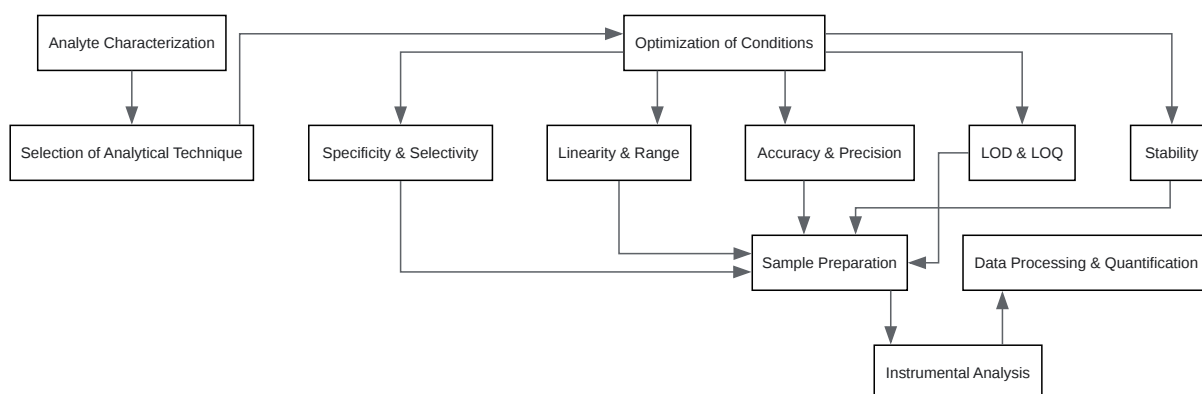 Analyte Characterization
Optimization of Conditions
Selection of Analytical Technique
Specificity & Selectivity
Linearity & Range
Accuracy & Precision
LOD & LOQ
Stability
Sample Preparation
Data Processing & Quantification
Instrumental Analysis